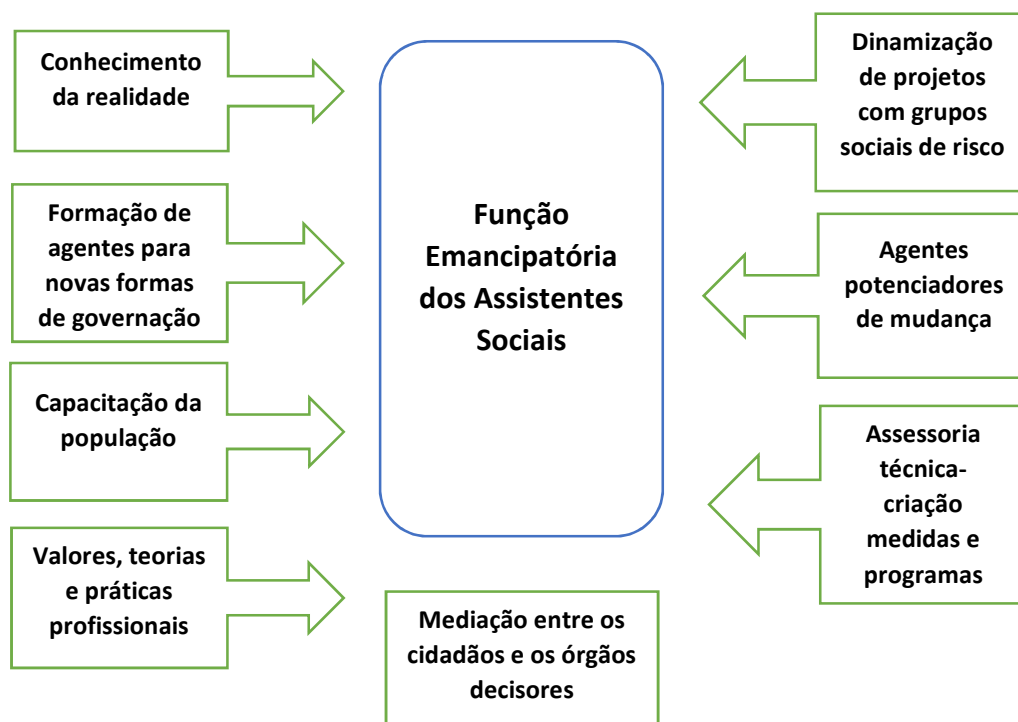 Conhecimento
da realidade
Formação de
agentes para
novas formas
de governação
Capacitação da
população
Valores, teorias
e práticas
profissionais
Função
Emancipatória
dos Assistentes
Sociais
Mediação entre os
cidadãos e os órgãos
decisores
Dinamização
de projetos
com grupos
sociais de risco
Agentes
potenciadores
de mudança
Assessoria
técnica-
criação
medidas e
programas